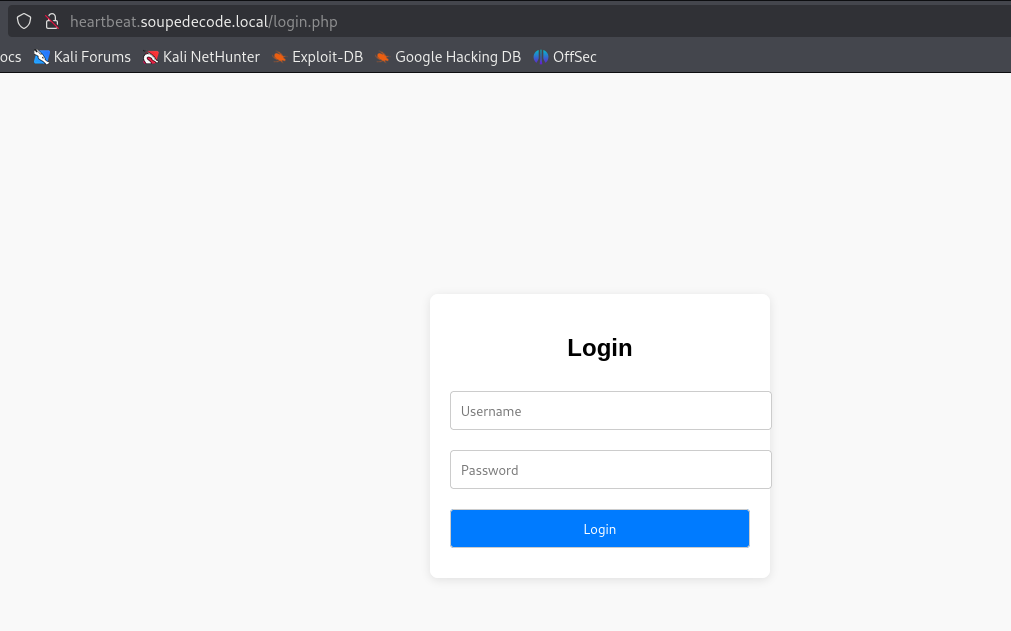 heartbeat.soupedecode.local/login.php
ocs Kali Forums Kali NetHunter Exploit-DB Google Hacking DB OffSec
Login
Username
Password
Login